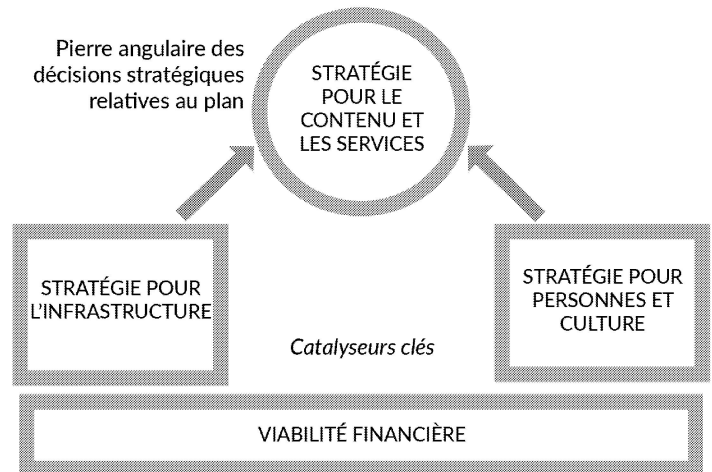 Pierre angulaire des
décisions stratégiques
relatives au plan
STRATÉGIE
POUR LE
CONTENU ET
LES SERVICES
STRATÉGIE POUR
L'INFRASTRUCTURE
STRATÉGIE POUR
PERSONNES ET
CULTURE
Catalyseurs clés
VIABILITÉ FINANCIÈRE